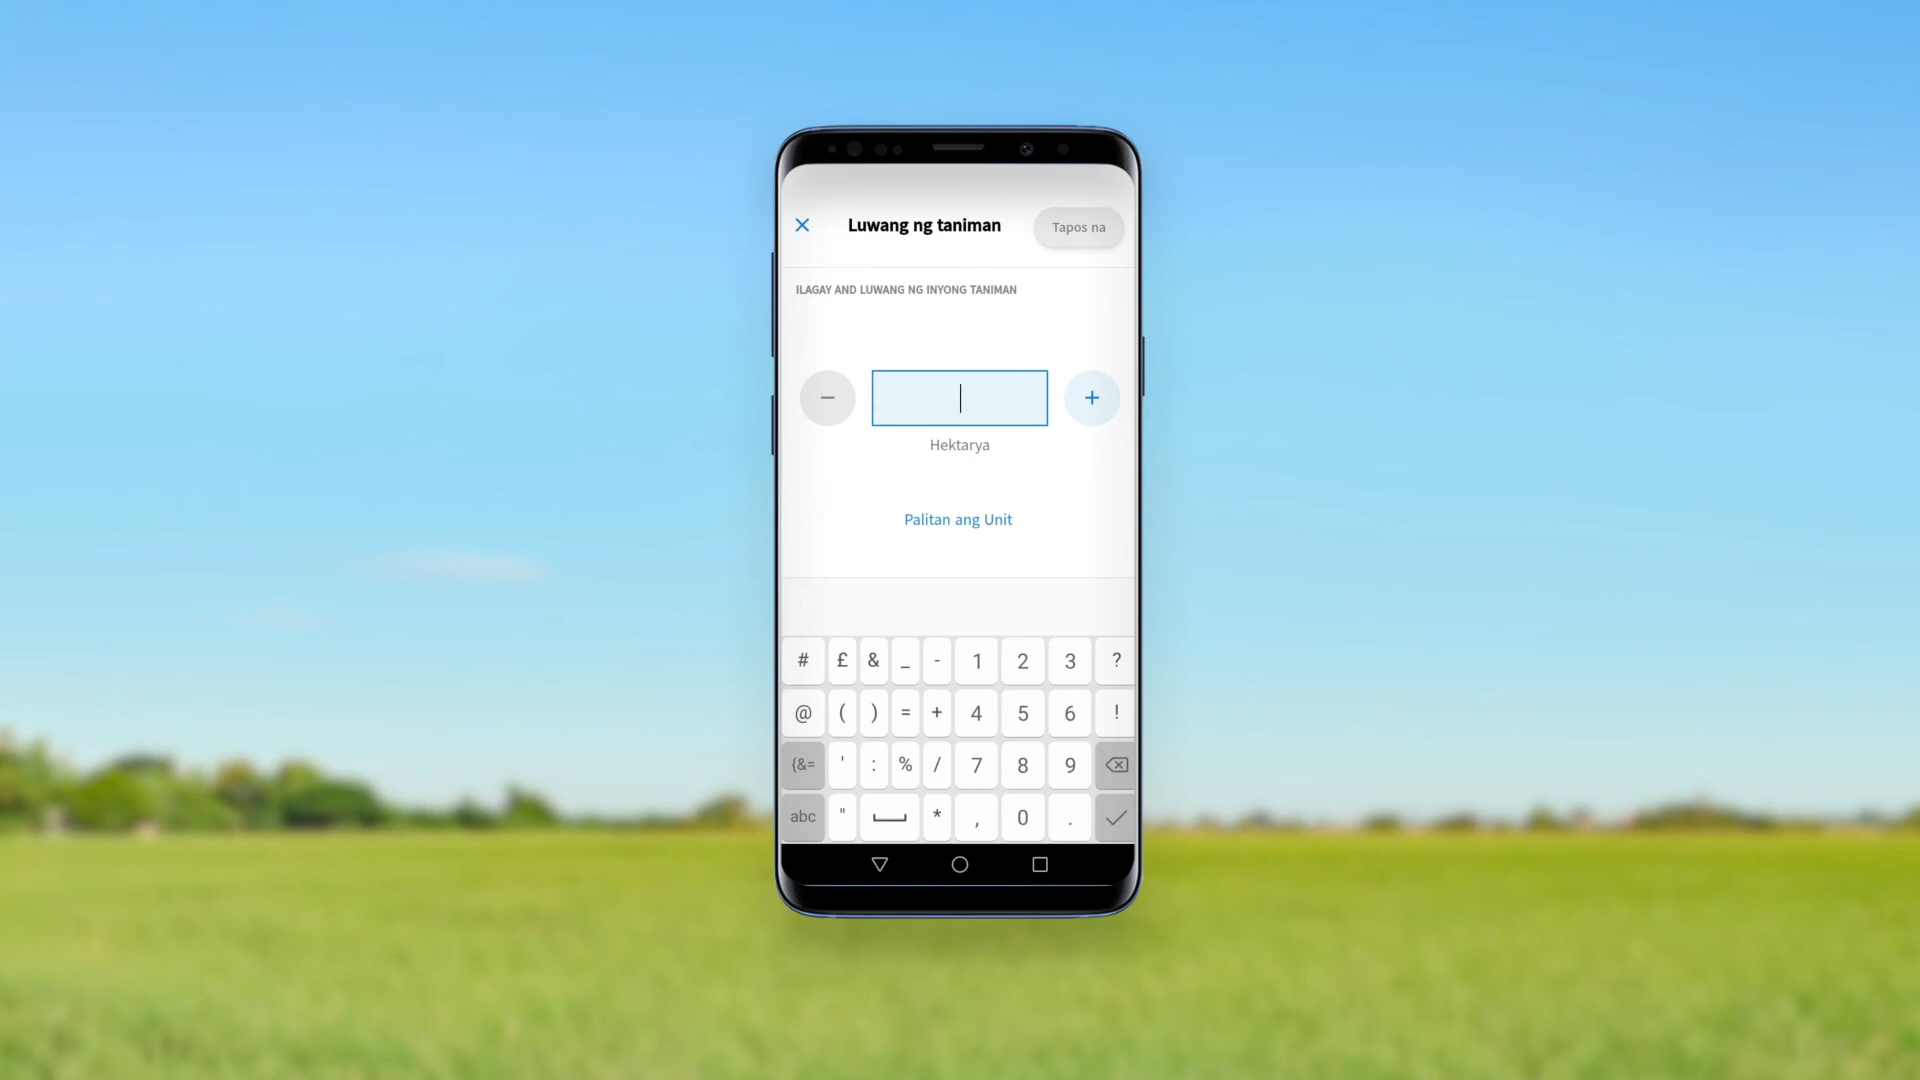 Luwang ng taniman
Tapos na
ILAGAY AND LUWANG NG INYONG TANIMAN
−
+
Hektarya
Palitan ang Unit
# £ & _ - 1 2 3 ?
@ ( ) = + 4 5 6 !
{&= ' : % / 7 8 9
abc " * , 0 .